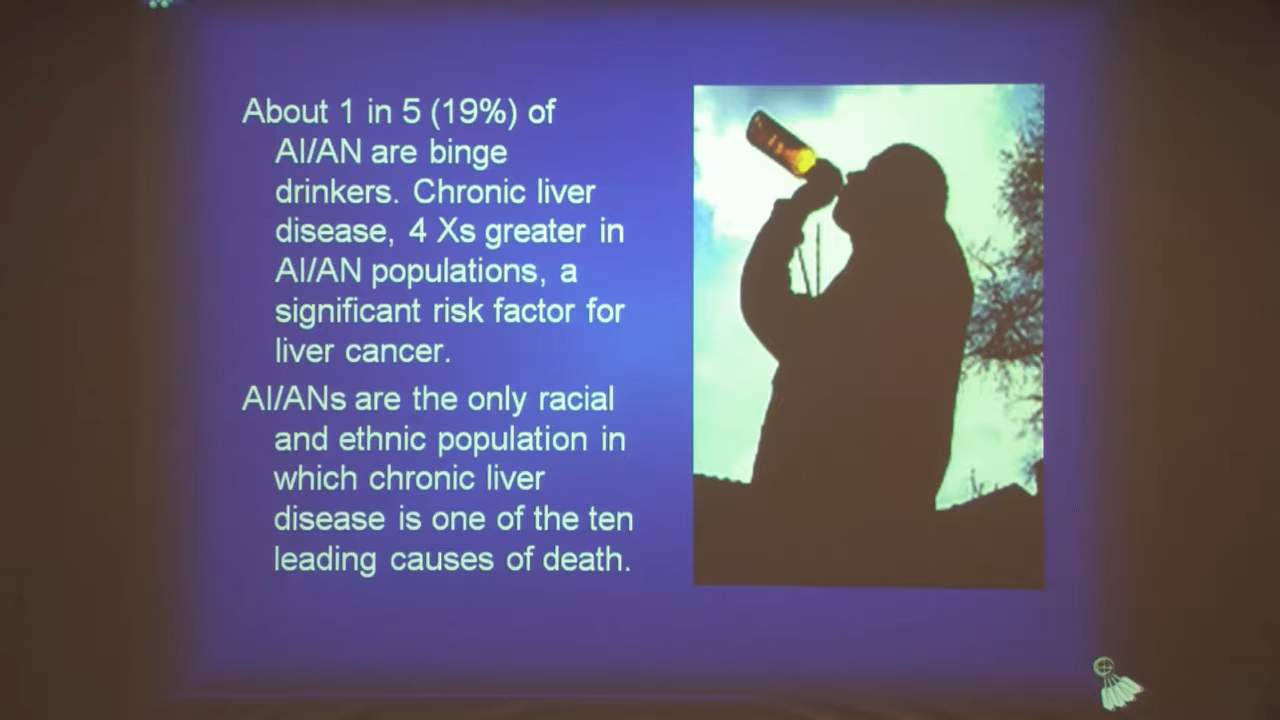 About 1 in 5 (19%) of
AI/AN are binge
drinkers. Chronic liver
disease, 4 Xs greater in
AI/AN populations, a
significant risk factor for
liver cancer.
AI/ANs are the only racial
and ethnic population in
which chronic liver
disease is one of the ten
leading causes of death.